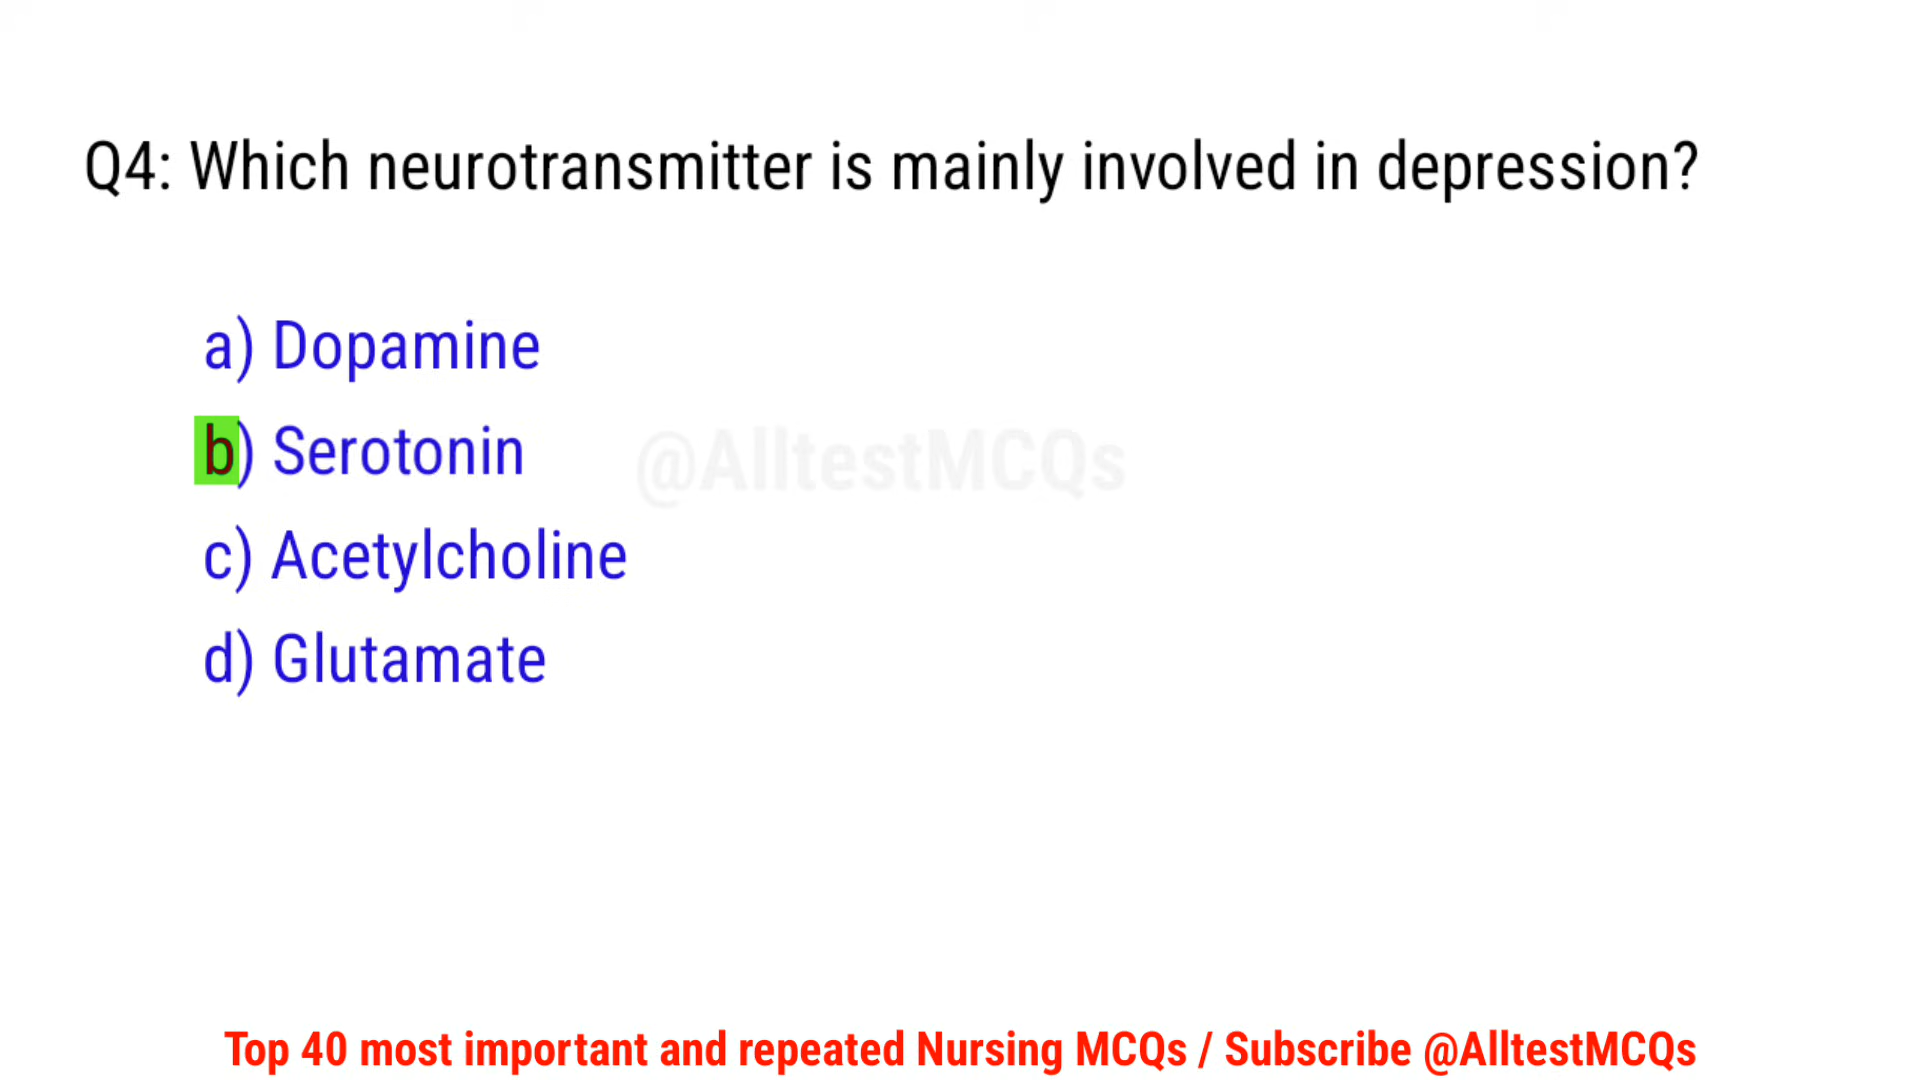 Q4: Which neurotransmitter is mainly involved in depression?
a) Dopamine
b) Serotonin
@AlltestMCQs
c) Acetylcholine
d) Glutamate
Top 40 most important and repeated Nursing MCQs / Subscribe @AlltestMCQs